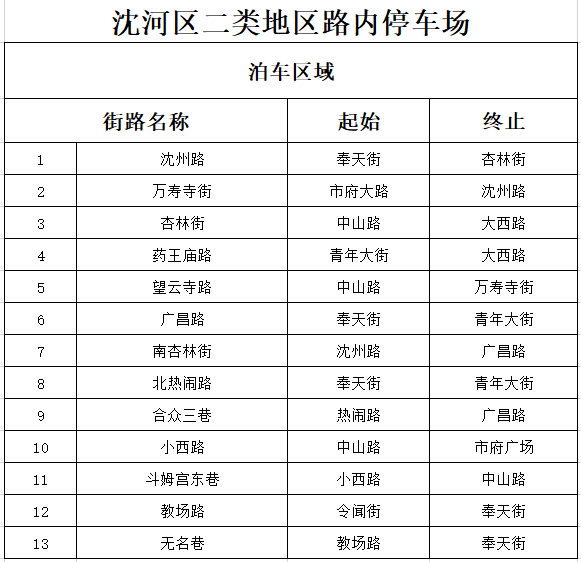 沈河区二类地区路内停车场
泊车区域
街路名称 起始 终止
1 沈州路 奉天街 杏林街
2 万寿寺街 市府大路 沈州路
3 杏林街 中山路 大西路
4 药王庙路 青年大街 大西路
5 望云寺路 中山路 万寿寺街
6 广昌路 奉天街 青年大街
7 南杏林街 沈州路 广昌路
8 北热闹路 奉天街 青年大街
9 合众三巷 热闹路 广昌路
10 小西路 中山路 市府广场
11 斗姆宫东巷 小西路 中山路
12 教场路 令闻街 奉天街
13 无名巷 教场路 奉天街